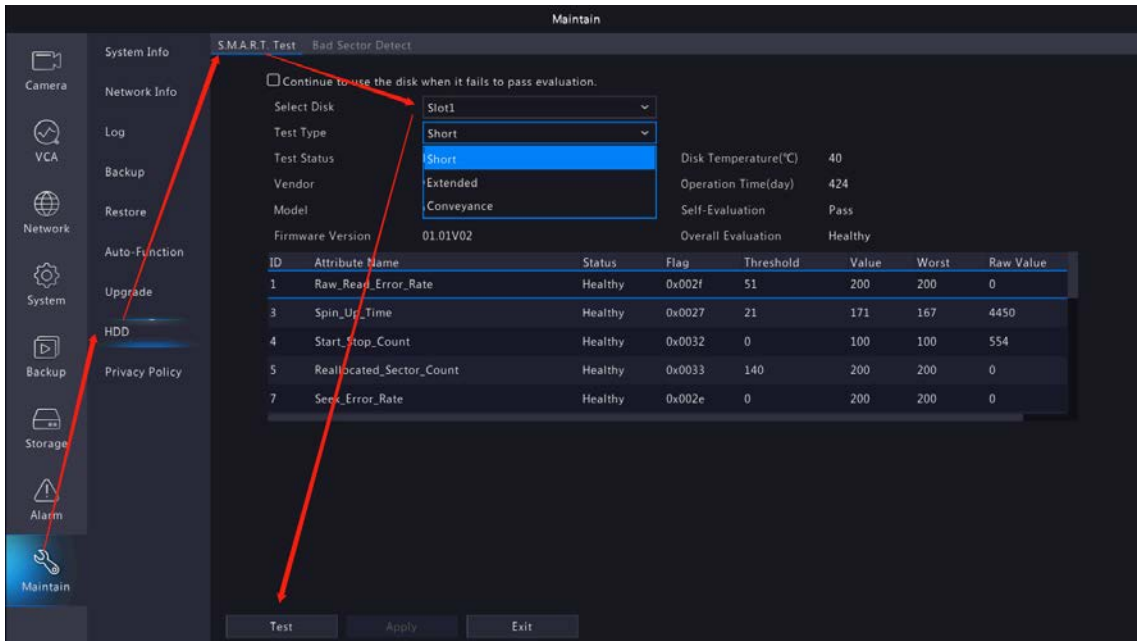 Maintain
Camera
VCA
Network
System
Backup
Storage
Alarm
Maintain
System Info
Network Info
Log
Backup
Restore
Auto-Function
Upgrade
HDD
Privacy Policy
S.M.A.R.T. Test Bad Sector Detect
Continue to use the disk when it fails to pass evaluation.
Select Disk Slot1
Test Type Short
Test Status Short Disk Temperature(℃) 40
Vendor Extended Operation Time(day) 424
Model Conveyance Self-Evaluation Pass
Firmware Version 01.01V02 Overall Evaluation Healthy
ID Attribute Name Status Flag Threshold Value Worst Raw Value
1 Raw_Read_Error_Rate Healthy 0x002f 51 200 200 0
3 Spin_Up_Time Healthy 0x0027 21 171 167 4450
4 Start_Stop_Count Healthy 0x0032 0 100 100 554
5 Reallocated_Sector_Count Healthy 0x0033 140 200 200 0
7 Seek_Error_Rate Healthy 0x002e 0 200 200 0
Test Apply Exit